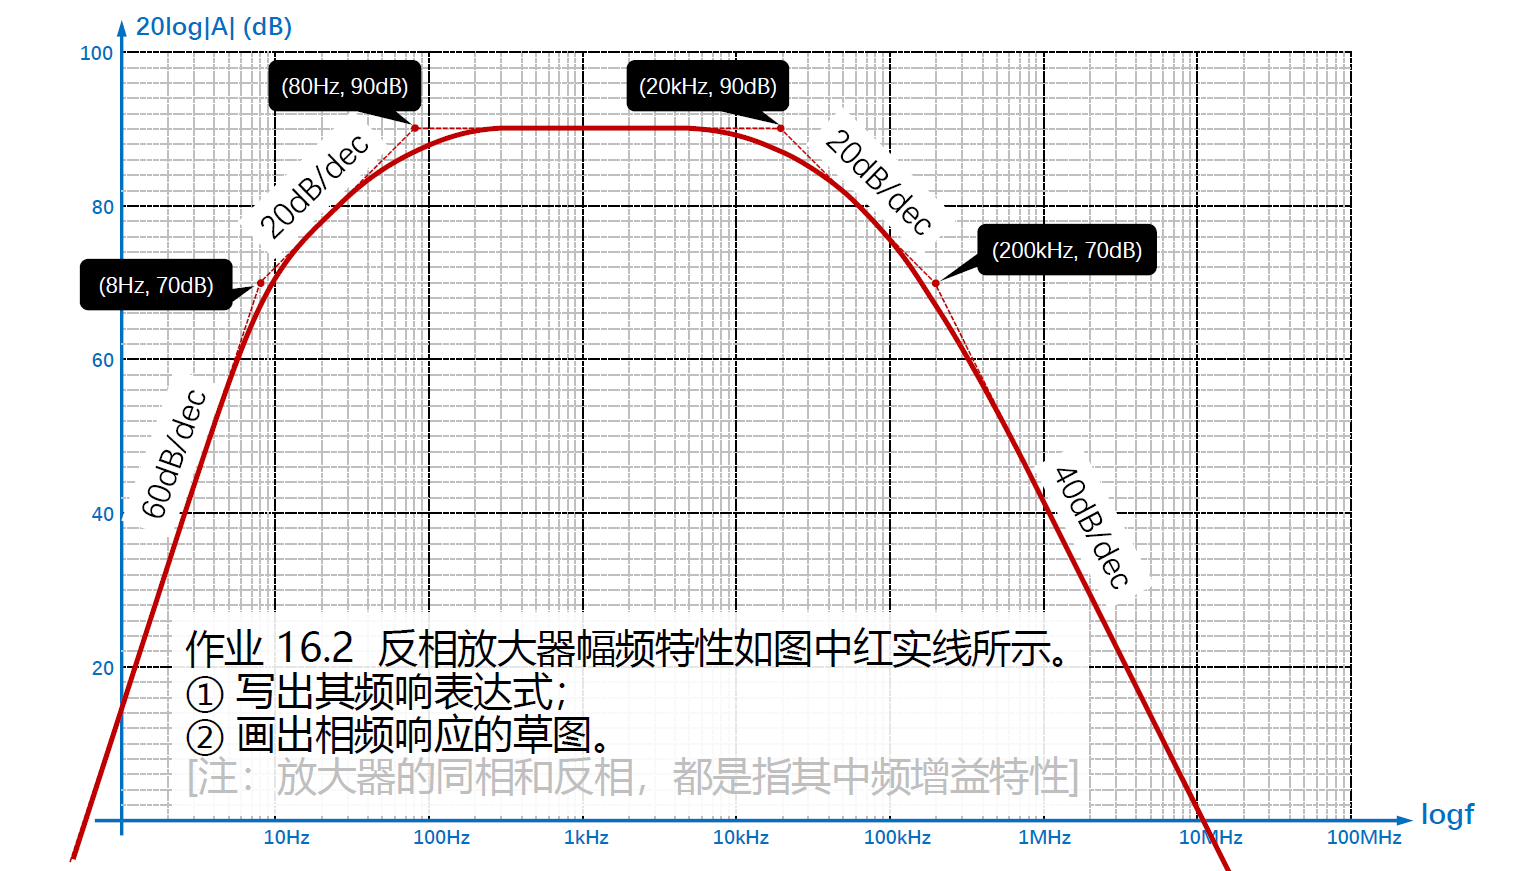 20log|A| (dB)
100
(80Hz, 90dB)
(20kHz, 90dB)
20dB/dec
20dB/dec
80
(200kHz, 70dB)
(8Hz, 70dB)
60
60dB/dec
40
40dB/dec
作业 16.2 反相放大器幅频特性如图中红实线所示。
20
① 写出其频响表达式；
② 画出相频响应的草图。
[注：放大器的同相和反相，都是指其中频增益特性]
logf
10Hz
100Hz
1kHz
10kHz
100kHz
1MHz
10MHz
100MHz